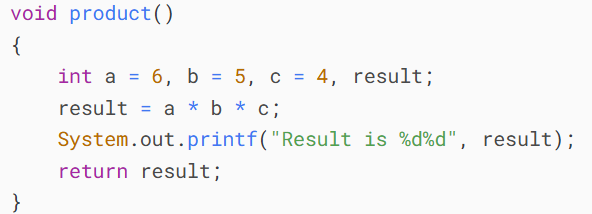 void product()
{
    int a = 6, b = 5, c = 4, result;
    result = a * b * c;
    System.out.printf("Result is %d%d", result);
    return result;
}